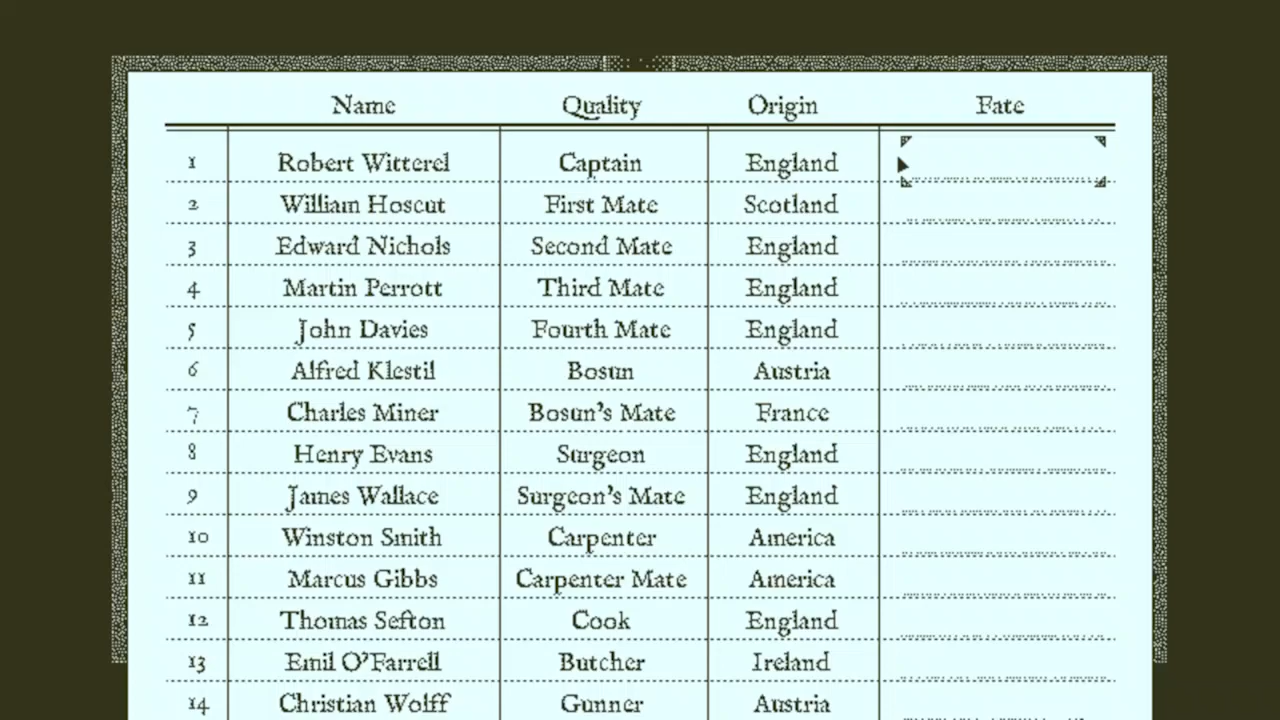 Name Quality Origin Fate
1 Robert Witterel Captain England
2 William Hoscut First Mate Scotland
3 Edward Nichols Second Mate England
4 Martin Perrott Third Mate England
5 John Davies Fourth Mate England
6 Alfred Klestil Bosun Austria
7 Charles Miner Bosun's Mate France
8 Henry Evans Surgeon England
9 James Wallace Surgeon's Mate England
10 Winston Smith Carpenter America
11 Marcus Gibbs Carpenter Mate America
12 Thomas Sefton Cook England
13 Emil O'Farrell Butcher Ireland
14 Christian Wolff Gunner Austria